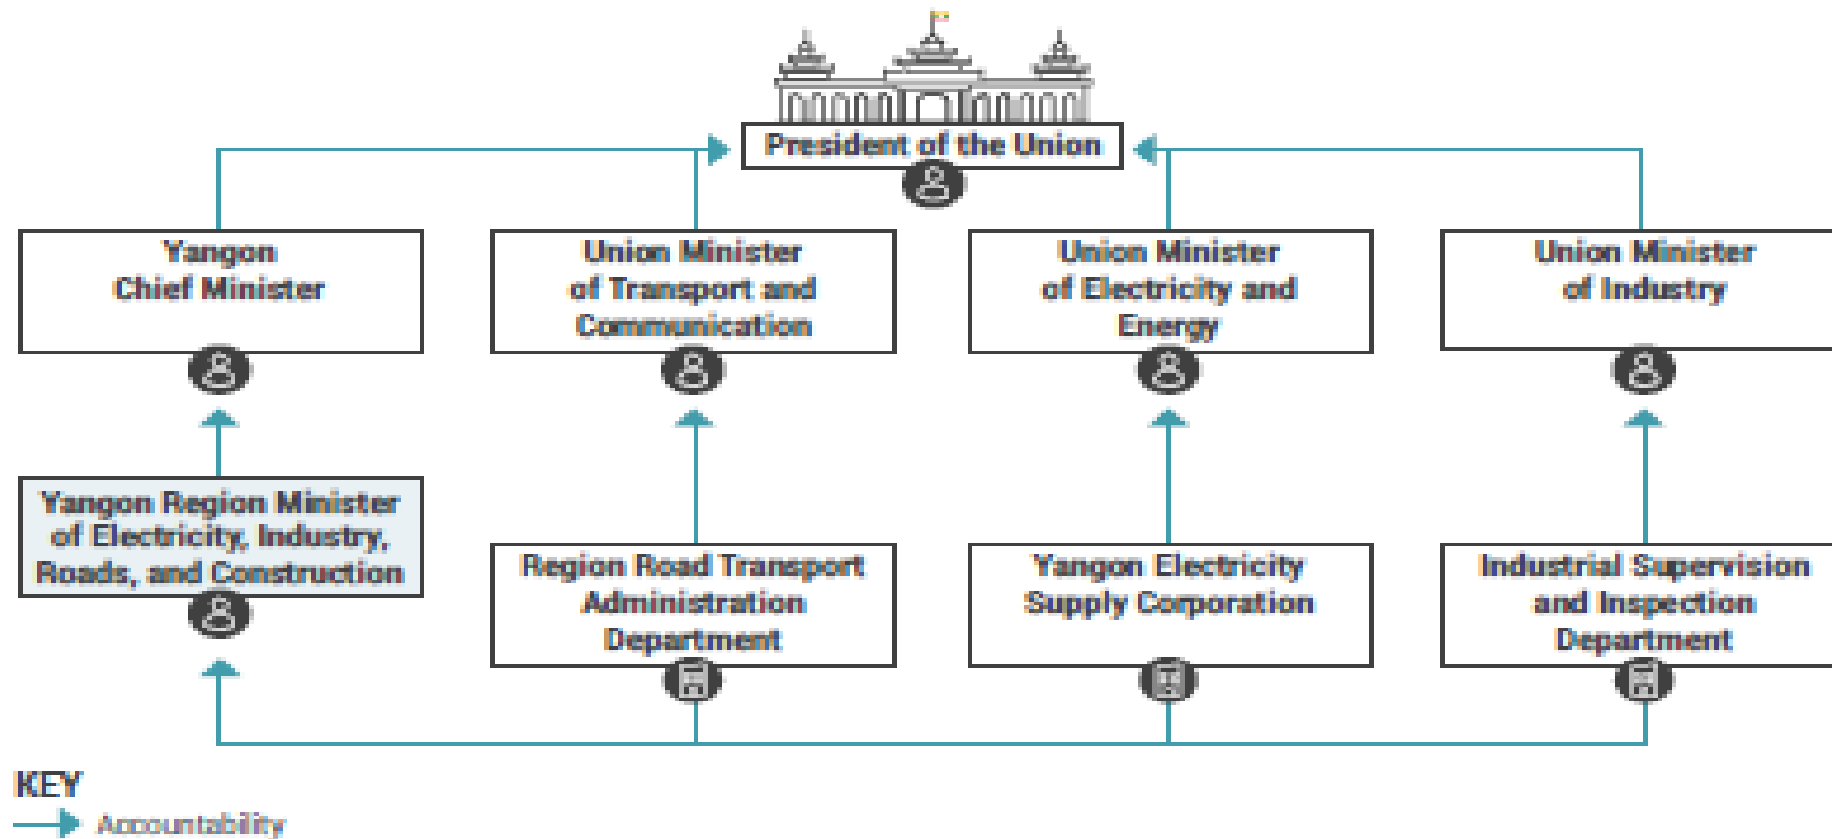 President of the Union
Yangon
Chief Minister
Union Minister
of Transport and
Communication
Union Minister
of Electricity and
Energy
Union Minister
of Industry
Yangon Region Minister
of Electricity, Industry,
Roads, and Construction
Region Road Transport
Administration
Department
Yangon Electricity
Supply Corporation
Industrial Supervision
and Inspection
Department
KEY
Accountability